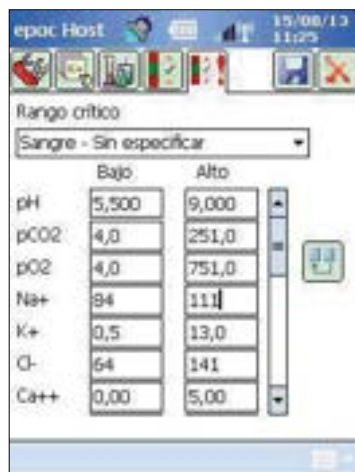 epoc Host 15/08/13
11:25
Rango crítico
Sangre - Sin especificar
Bajo Alto
pH 5,500 9,000
pCO2 4,0 251,0
pO2 4,0 751,0
Na+ 84 111
K+ 0,5 13,0
Cl- 64 141
Ca++ 0,00 5,00